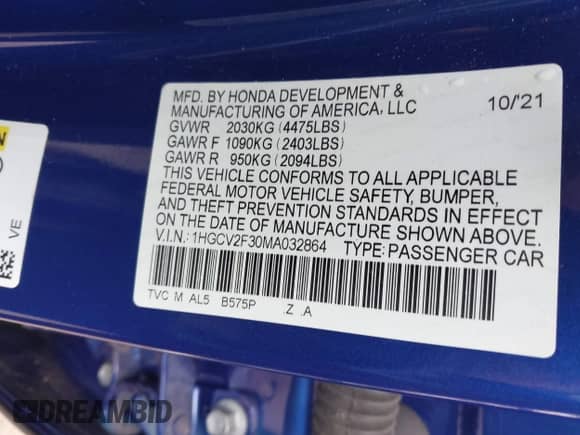 MFD. BY HONDA DEVELOPMENT &
MANUFACTURING OF AMERICA, LLC 10/'21
GVWR 2030KG (4475LBS)
GAWR F 1090KG (2403LBS)
GAWR R 950KG (2094LBS)
THIS VEHICLE CONFORMS TO ALL APPLICABLE
FEDERAL MOTOR VEHICLE SAFETY, BUMPER,
AND THEFT PREVENTION STANDARDS IN EFFECT
ON THE DATE OF MANUFACTURE SHOWN ABOVE.
V.I.N.: 1HGCV2F30MA032864 TYPE: PASSENGER CAR
TVC M AL5 B575P .Z .A
VE
DREAMBID